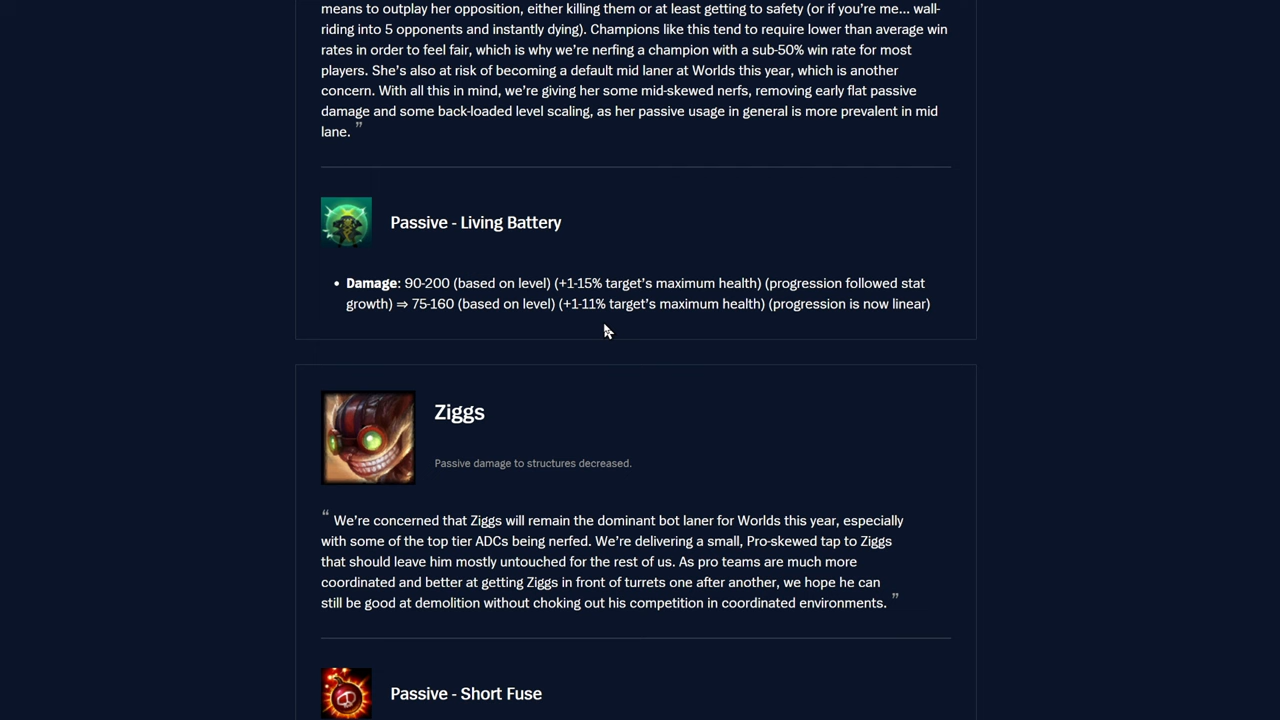 means to outplay her opposition, either killing them or at least getting to safety (or if you're me... wall-
riding into 5 opponents and instantly dying). Champions like this tend to require lower than average win
rates in order to feel fair, which is why we're nerfing a champion with a sub-50% win rate for most
players. She's also at risk of becoming a default mid laner at Worlds this year, which is another
concern. With all this in mind, we're giving her some mid-skewed nerfs, removing early flat passive
damage and some back-loaded level scaling, as her passive usage in general is more prevalent in mid
lane. ”
Passive - Living Battery
• Damage: 90-200 (based on level) (+1-15% target's maximum health) (progression followed stat
growth) ⇒ 75-160 (based on level) (+1-11% target's maximum health) (progression is now linear)
Ziggs
Passive damage to structures decreased.
“ We're concerned that Ziggs will remain the dominant bot laner for Worlds this year, especially
with some of the top tier ADCs being nerfed. We're delivering a small, Pro-skewed tap to Ziggs
that should leave him mostly untouched for the rest of us. As pro teams are much more
coordinated and better at getting Ziggs in front of turrets one after another, we hope he can
still be good at demolition without choking out his competition in coordinated environments. ”
Passive - Short Fuse